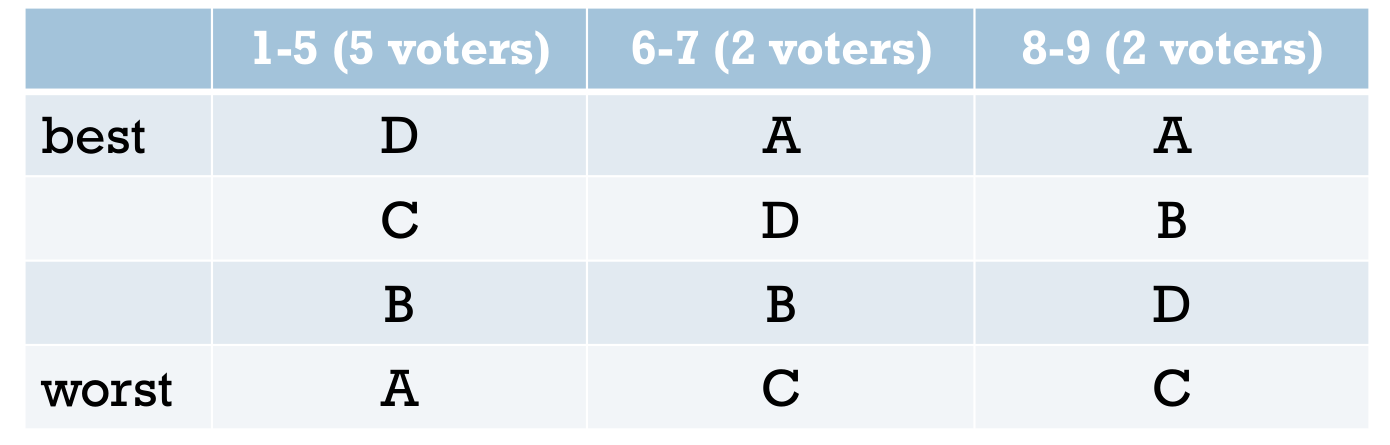 1-5 (5 voters) 6-7 (2 voters) 8-9 (2 voters)
best D A A
C D B
B B D
worst A C C